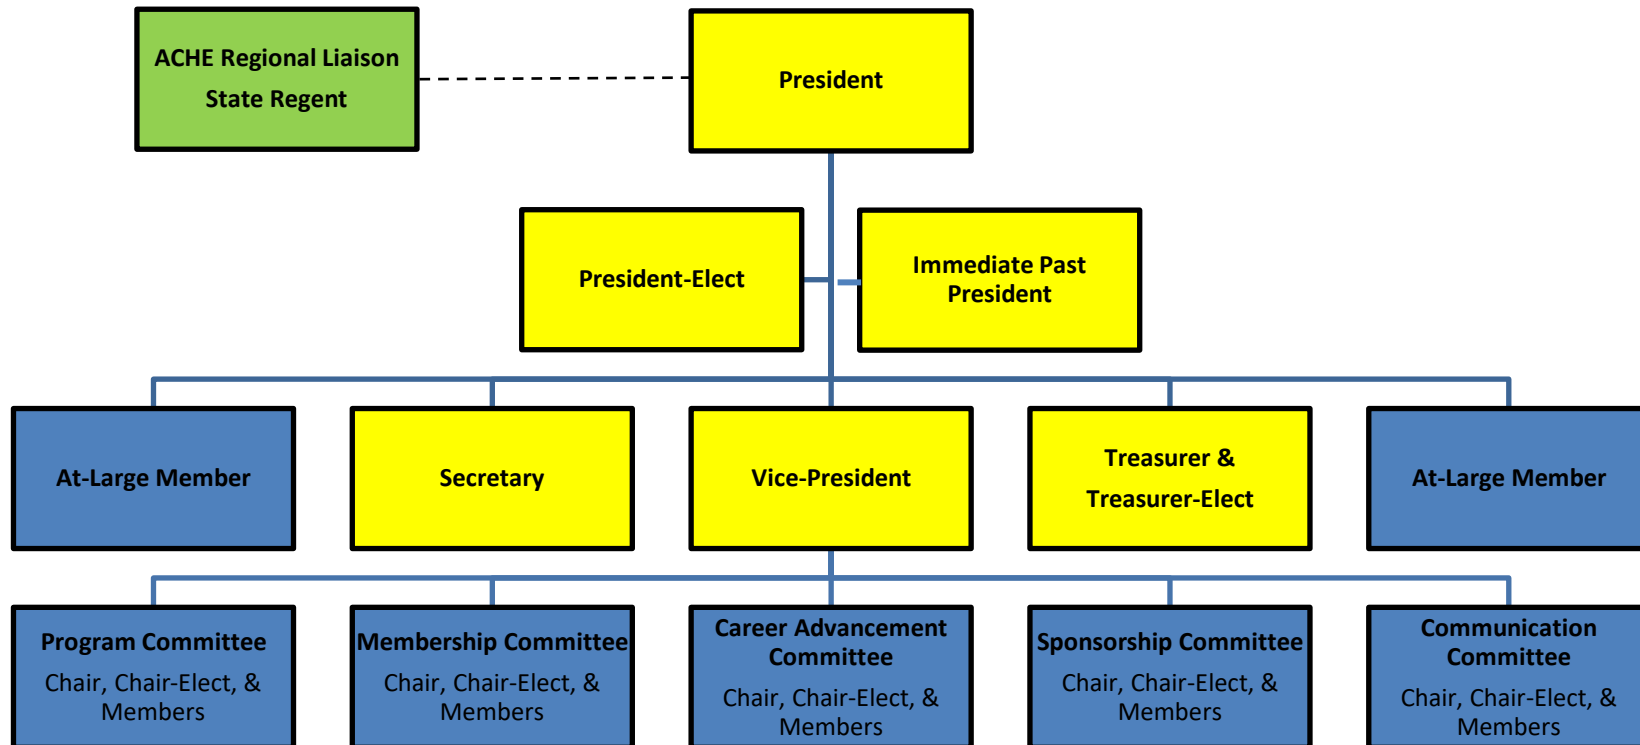 ACHE Regional Liaison
State Regent
President
President-Elect
Immediate Past
President
At-Large Member
Secretary
Vice-President
Treasurer &
Treasurer-Elect
At-Large Member
Program Committee
Chair, Chair-Elect, &
Members
Membership Committee
Chair, Chair-Elect, &
Members
Career Advancement
Committee
Chair, Chair-Elect, &
Members
Sponsorship Committee
Chair, Chair-Elect, &
Members
Communication
Committee
Chair, Chair-Elect, &
Members